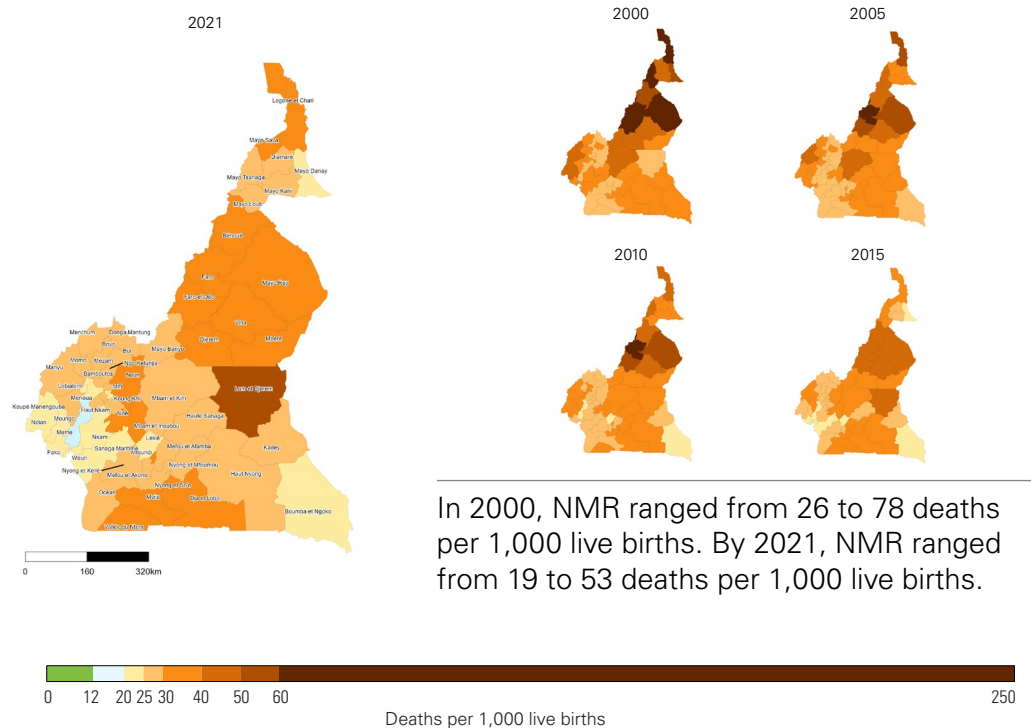 2021
2000
2005
Logone et Chari
Mayo Sava
Diamaré
Mayo Danay
Mayo Tsanaga
Mayo Kani
Mayo Louti
Bénoué
Faro
Mayo Rey
Faro et Déo
Vina
Djerem
Mbéré
2010
2015
Menchum
Donga Mantung
Boyo
Bui
Mayo Banyo
Momo
Mezam
Ngo Ketunjia
Manyu
Bamboutos
Noun
Lebialem
Mifi
Menoua
Koung khi
Mbam et Kim
Lom et Djerem
Koupé Manengouba
Haut Nkam
Ndé
Haute Sanaga
Ndian
Moungo
Mbam et Inoubou
Meme
Nkam
Lekié
Mefou et Afamba
Kadey
Fako
Sanaga Maritime
Mfoundi
Wouri
Nyong et Kellé
Nyong et Mfoumou
Mefou et Akono
Haut Nyong
Nyong et Soo
Océan
Mvila
Dja et Lobo
Boumba et Ngoko
Vallée du Ntem
0 160 320km
In 2000, NMR ranged from 26 to 78 deaths
per 1,000 live births. By 2021, NMR ranged
from 19 to 53 deaths per 1,000 live births.
0 12 20 25 30 40 50 60 250
Deaths per 1,000 live births